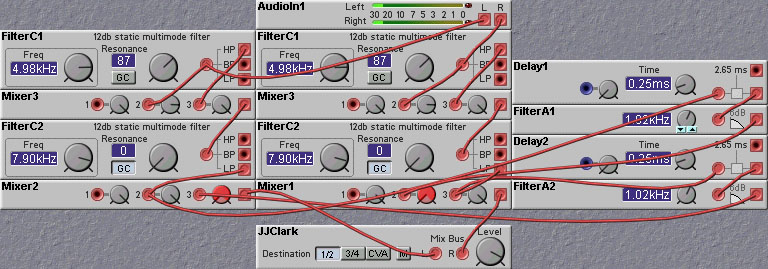 AudioIn1 Left Right 30 20 10 7 5 3 2 1 0 L R
FilterC1 12db static multimode filter HP BP LP
Freq 4.98kHz Resonance 87 GC
FilterC1 12db static multimode filter HP BP LP
Freq 4.98kHz Resonance 87 GC
Delay1 Time 0.25ms 2.65 ms
Mixer3 1 2 3
Mixer3 1 2 3
FilterA1 1.02kHz 6dB
FilterC2 12db static multimode filter HP BP LP
Freq 7.90kHz Resonance 0 GC
FilterC2 12db static multimode filter HP BP LP
Freq 7.90kHz Resonance 0 GC
Delay2 Time 0.25ms 2.65 ms
Mixer2 1 2 3
Mixer1 1 2 3
FilterA2 1.02kHz 6dB
JJClark Mix Bus Level
Destination 1/2 3/4 CVA M L R